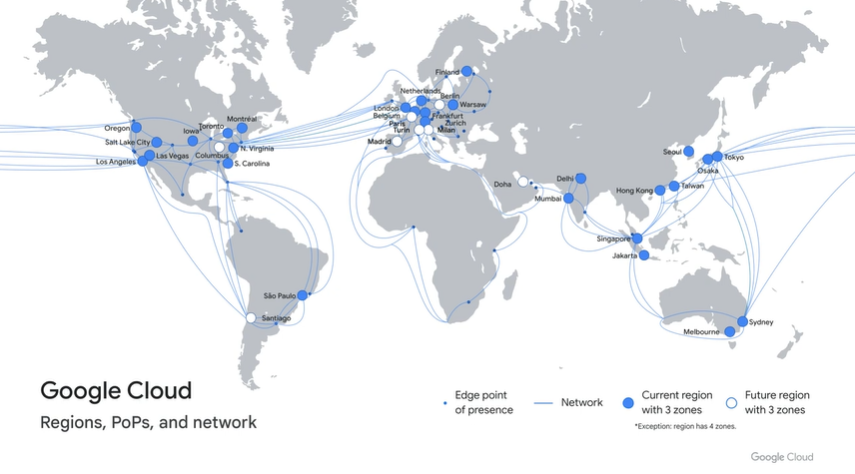 Finland
Netherlands
Berlin
London
Warsaw
Belgium
Frankfurt
Paris
Zurich
Turin
Milan
Madrid
Oregon
Toronto
Montréal
Iowa
Salt Lake City
Columbus
N. Virginia
Los Angeles
Las Vegas
S. Carolina
Seoul
Tokyo
Osaka
Doha
Delhi
Hong Kong
Taiwan
Mumbai
Singapore
Jakarta
São Paulo
Santiago
Sydney
Melbourne
Google Cloud
Regions, PoPs, and network
Edge point
of presence
Network
Current region
with 3 zones
Future region
with 3 zones
*Exception: region has 4 zones.
Google Cloud